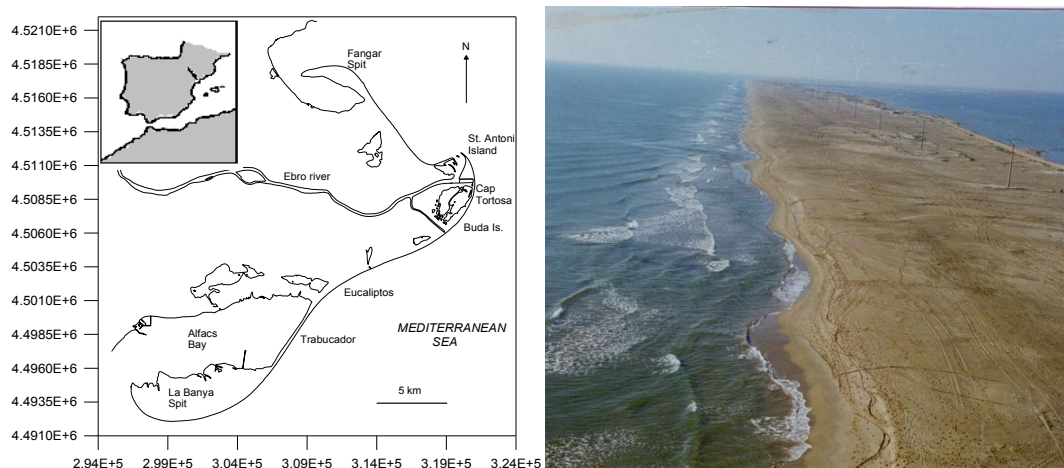 4.5210E+6
4.5185E+6
4.5160E+6
4.5135E+6
4.5110E+6
4.5085E+6
4.5060E+6
4.5035E+6
4.5010E+6
4.4985E+6
4.4960E+6
4.4935E+6
4.4910E+6
Fangar
Spit
N
St. Antoni
Island
Ebro river
Cap
Tortosa
Buda Is.
Eucaliptos
Alfacs
Bay
Trabucador
MEDITERRANEAN
SEA
La Banya
Spit
5 km
2.94E+5 2.99E+5 3.04E+5 3.09E+5 3.14E+5 3.19E+5 3.24E+5